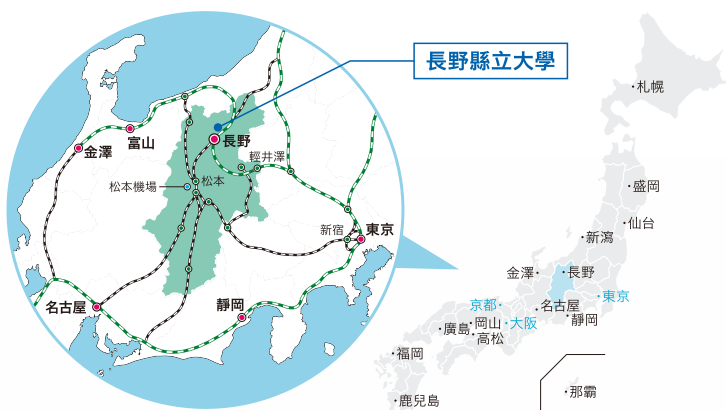 長野縣立大學
金澤
富山
長野
輕井澤
松本機場
松本
新宿
東京
名古屋
靜岡
札幌
盛岡
仙台
新瀉
金澤
長野
京都
東京
名古屋
靜岡
廣島
岡山
大阪
高松
福岡
那霸
鹿兒島